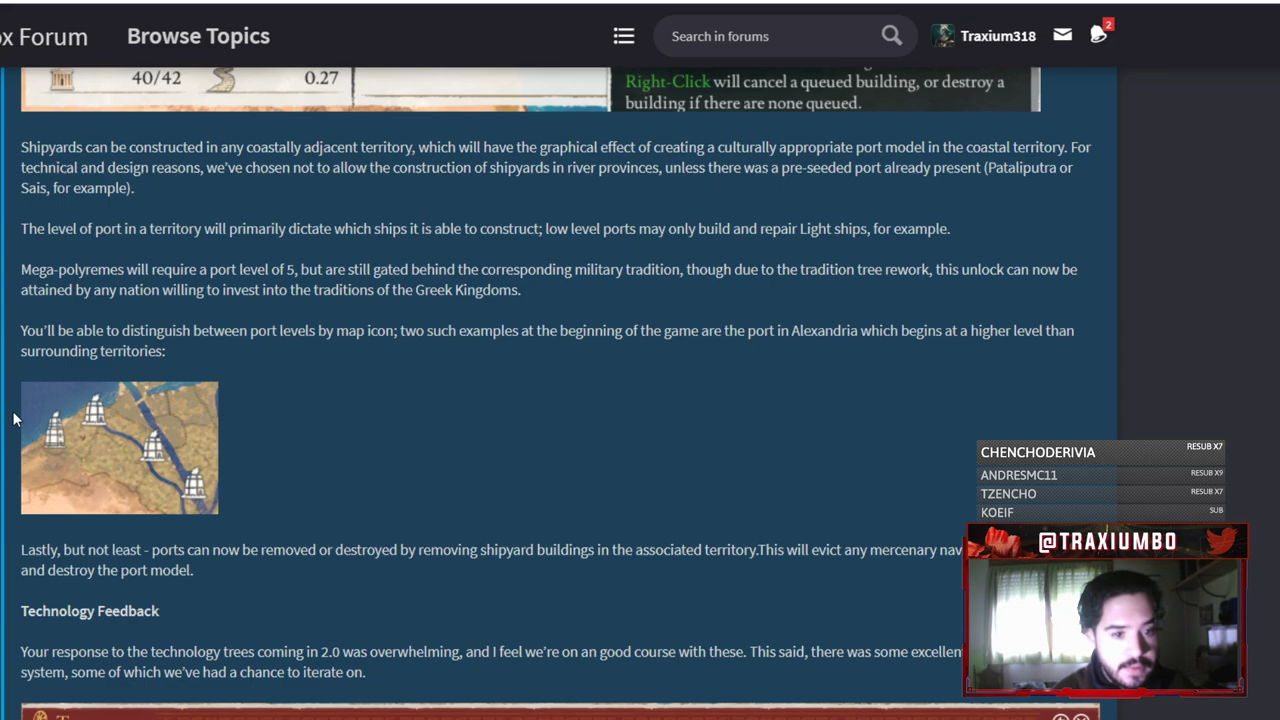 ox Forum
Browse Topics
Search in forums
Traxium318
2
40/42
0.27
Right-Click will cancel a queued building, or destroy a
building if there are none queued.
Shipyards can be constructed in any coastally adjacent territory, which will have the graphical effect of creating a culturally appropriate port model in the coastal territory. For
technical and design reasons, we've chosen not to allow the construction of shipyards in river provinces, unless there was a pre-seeded port already present (Pataliputra or
Sais, for example).
The level of port in a territory will primarily dictate which ships it is able to construct; low level ports may only build and repair Light ships, for example.
Mega-polyremes will require a port level of 5, but are still gated behind the corresponding military tradition, though due to the tradition tree rework, this unlock can now be
attained by any nation willing to invest into the traditions of the Greek Kingdoms.
You'll be able to distinguish between port levels by map icon; two such examples at the beginning of the game are the port in Alexandria which begins at a higher level than
surrounding territories:
CHENCHODERIVIA RESUB X7
ANDRESMC11 RESUB X9
TZENCHO RESUB X7
KOEIF SUB
@TRAXIUMBO
Lastly, but not least - ports can now be removed or destroyed by removing shipyard buildings in the associated territory.This will evict any mercenary nav
and destroy the port model.
Technology Feedback
Your response to the technology trees coming in 2.0 was overwhelming, and I feel we're on an good course with these. This said, there was some excellen
system, some of which we've had a chance to iterate on.